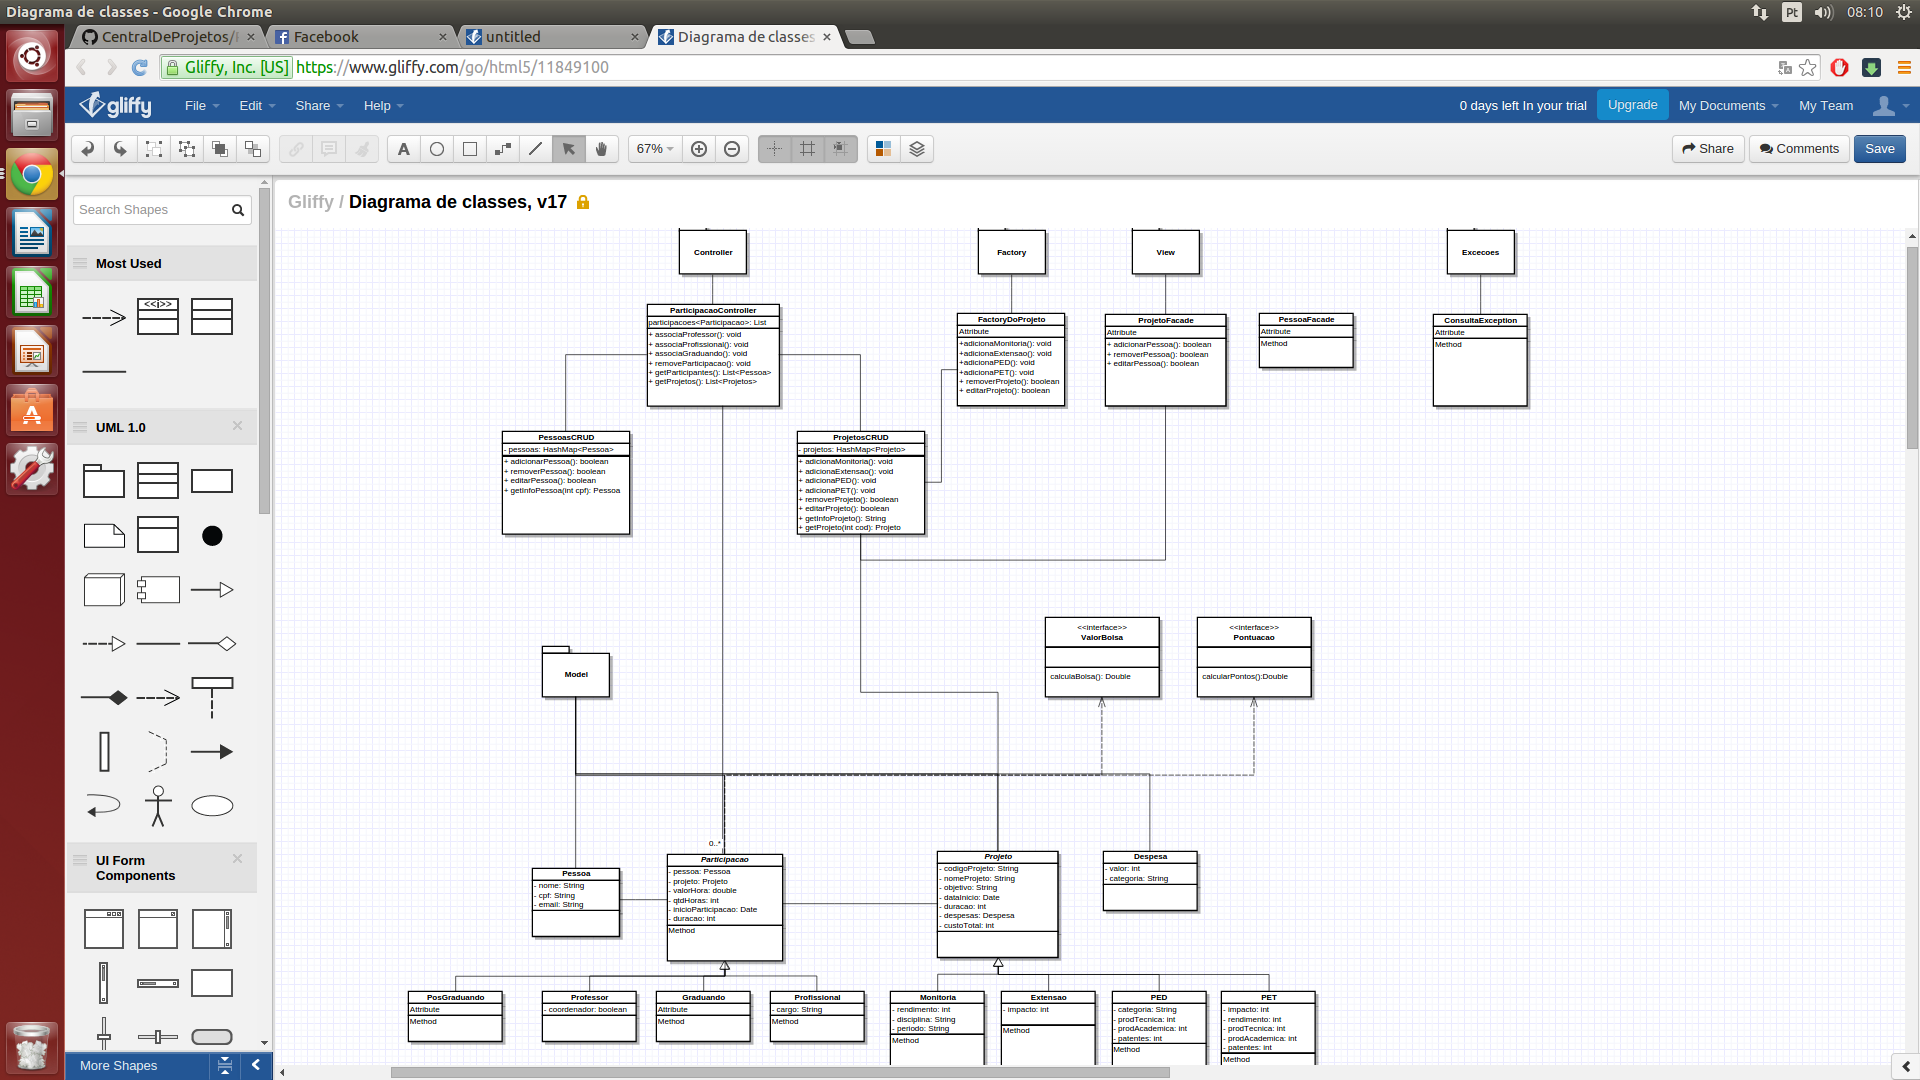 Diagrama de classes - Google Chrome
Pt
08:10
CentralDeProjetos/
Facebook
untitled
Diagrama de classes
Gliffy, Inc. [US]
https://www.gliffy.com/go/html5/11849100
gliffy
File
Edit
Share
Help
0 days left In your trial
Upgrade
My Documents
My Team
A
67%
Share
Comments
Save
Search Shapes
Gliffy / Diagrama de classes, v17
Most Used
<<i>>
UML 1.0
UI Form
Components
More Shapes
Controller
Factory
View
Excecoes
ParticipacaoController
participacoes<Participacao>: List
+ associaProfessor(): void
+ associaProfissional(): void
+ associaGraduando(): void
+ removeParticipacao(): void
+ getParticipantes(): List<Pessoa>
+ getProjetos(): List<Projetos>
FactoryDoProjeto
Attribute
+adicionaMonitoria(): void
+adicionaExtensao(): void
+adicionaPED(): void
+adicionaPET(): void
+ removerProjeto(): boolean
+ editarProjeto(): boolean
ProjetoFacade
Attribute
+ adicionarPessoa(): boolean
+ removerPessoa(): boolean
+ editarPessoa(): boolean
PessoaFacade
Attribute
Method
ConsultaException
Attribute
Method
PessoasCRUD
- pessoas: HashMap<Pessoa>
+ adicionarPessoa(): boolean
+ removerPessoa(): boolean
+ editarPessoa(): boolean
+ getInfoPessoa(int cpf): Pessoa
ProjetosCRUD
- projetos: HashMap<Projeto>
+ adicionaMonitoria(): void
+ adicionaExtensao(): void
+ adicionaPED(): void
+ adicionaPET(): void
+ removerProjeto(): boolean
+ editarProjeto(): boolean
+ getInfoProjeto(): String
+ getProjeto(int cod): Projeto
<<interface>>
ValorBolsa
calculaBolsa(): Double
<<interface>>
Pontuacao
calcularPontos():Double
Model
0..*
Pessoa
- nome: String
- cpf: String
- email: String
Participacao
- pessoa: Pessoa
- projeto: Projeto
- valorHora: double
- qtdHoras: int
- inicioParticipacao: Date
- duracao: int
Method
Projeto
- codigoProjeto: String
- nomeProjeto: String
- objetivo: String
- dataInicio: Date
- duracao: int
- despesas: Despesa
- custoTotal: int
Despesa
- valor: int
- categoria: String
PosGraduando
Attribute
Method
Professor
- coordenador: boolean
Graduando
Attribute
Method
Profissional
- cargo: String
Method
Monitoria
- rendimento: int
- disciplina: String
- periodo: String
Method
Extensao
- impacto: int
Method
PED
- categoria: String
- prodTecnica: int
- prodAcademica: int
- patentes: int
Method
PET
- impacto: int
- rendimento: int
- prodTecnica: int
- prodAcademica: int
- patentes: int
Method